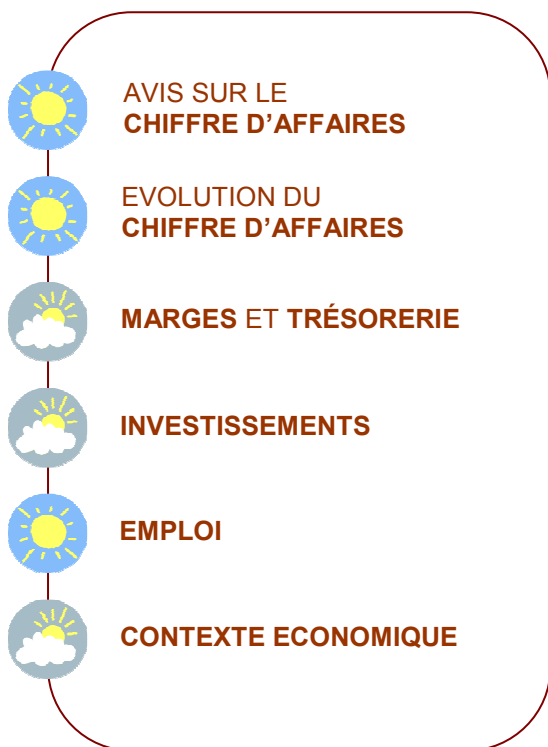 AVIS SUR LE
CHIFFRE D’AFFAIRES
EVOLUTION DU
CHIFFRE D’AFFAIRES
MARGES ET TRÉSORERIE
INVESTISSEMENTS
EMPLOI
CONTEXTE ECONOMIQUE